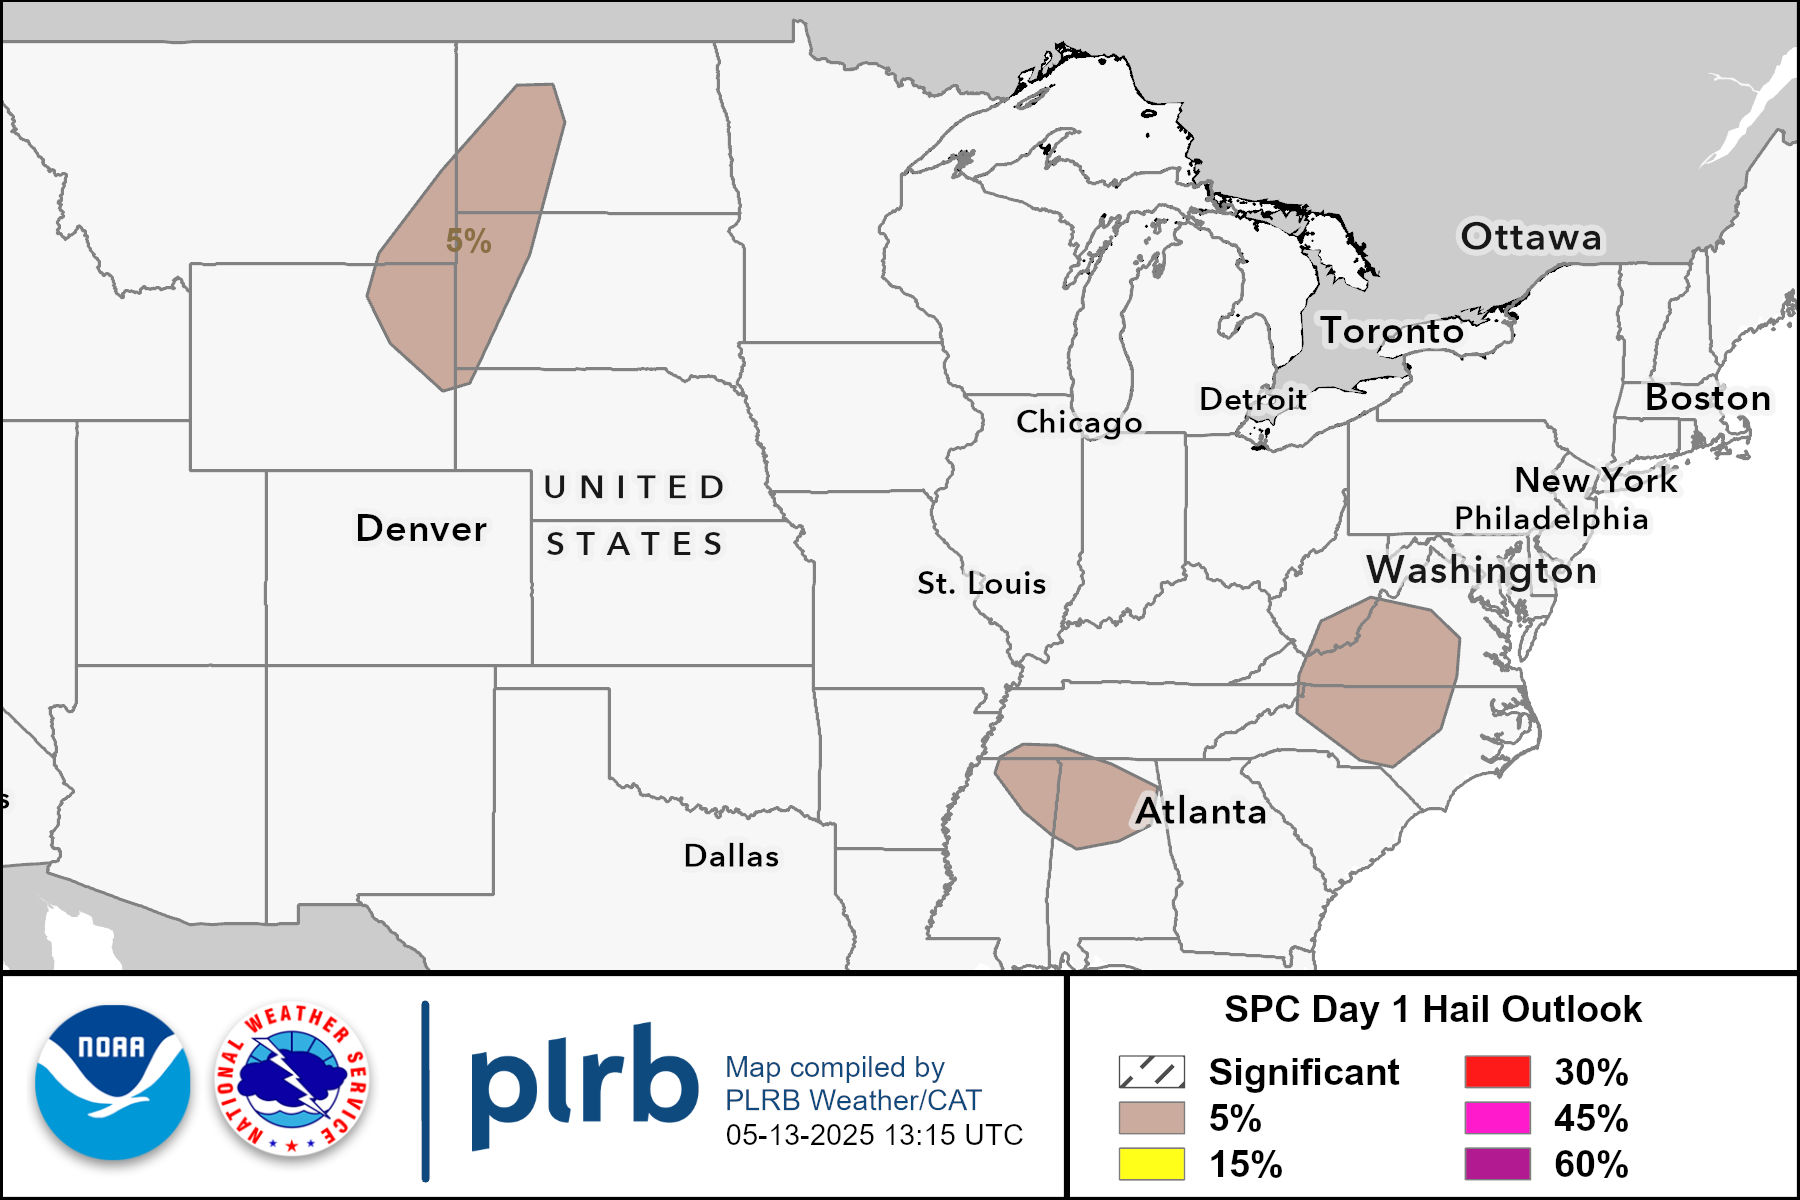 5%
Ottawa
Toronto
Detroit
Boston
Chicago
New York
UNITED
Philadelphia
Denver
STATES
Washington
St. Louis
s
Atlanta
Dallas
NOAA
NATIONAL WEATHER SERVICE
plrb
Map compiled by
PLRB Weather/CAT
05-13-2025 13:15 UTC
SPC Day 1 Hail Outlook
Significant
30%
5%
45%
15%
60%